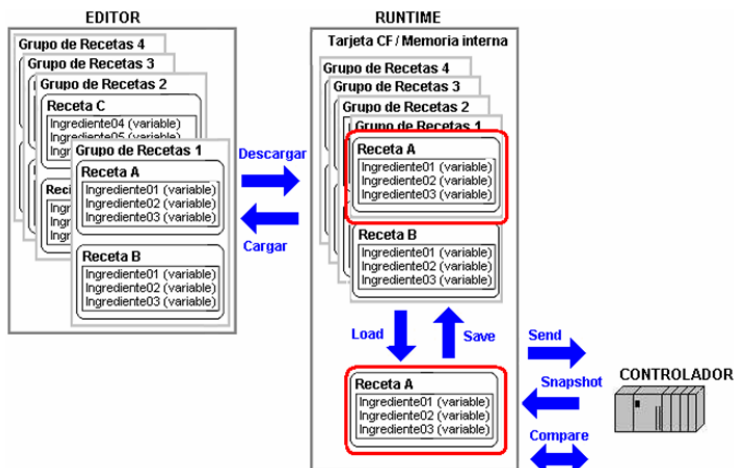 EDITOR
Grupo de Recetas 4
Grupo de Recetas 3
Grupo de Recetas 2
Receta C
Ingrediente04 (variable)
Ingrediente05 (variable)
Grupo de Recetas 1
Receta A
Ingrediente01 (variable)
Ingrediente02 (variable)
Ingrediente03 (variable)
Receta B
Ingrediente01 (variable)
Ingrediente02 (variable)
Ingrediente03 (variable)
Descargar
Cargar
RUNTIME
Tarjeta CF / Memoria interna
Grupo de Recetas 4
Grupo de Recetas 3
Grupo de Recetas 2
Grupo de Recetas 1
Receta A
Ingrediente01 (variable)
Ingrediente02 (variable)
Ingrediente03 (variable)
Receta B
Ingrediente01 (variable)
Ingrediente02 (variable)
Ingrediente03 (variable)
Load
Save
Receta A
Ingrediente01 (variable)
Ingrediente02 (variable)
Ingrediente03 (variable)
Send
Snapshot
Compare
CONTROLADOR